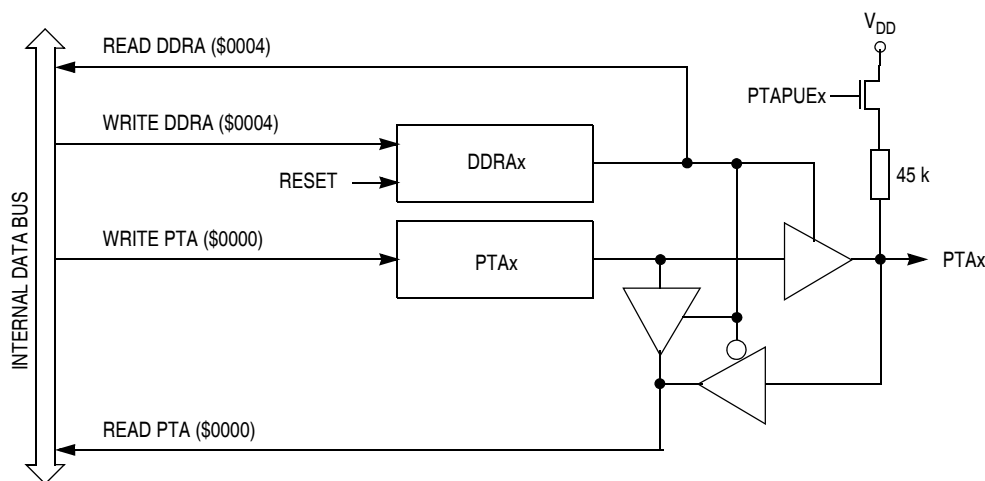 V_DD
READ DDRA ($0004)
PTAPUEx
WRITE DDRA ($0004)
DDRAx
RESET
45 k
INTERNAL DATA BUS
WRITE PTA ($0000)
PTAx
PTAx
READ PTA ($0000)